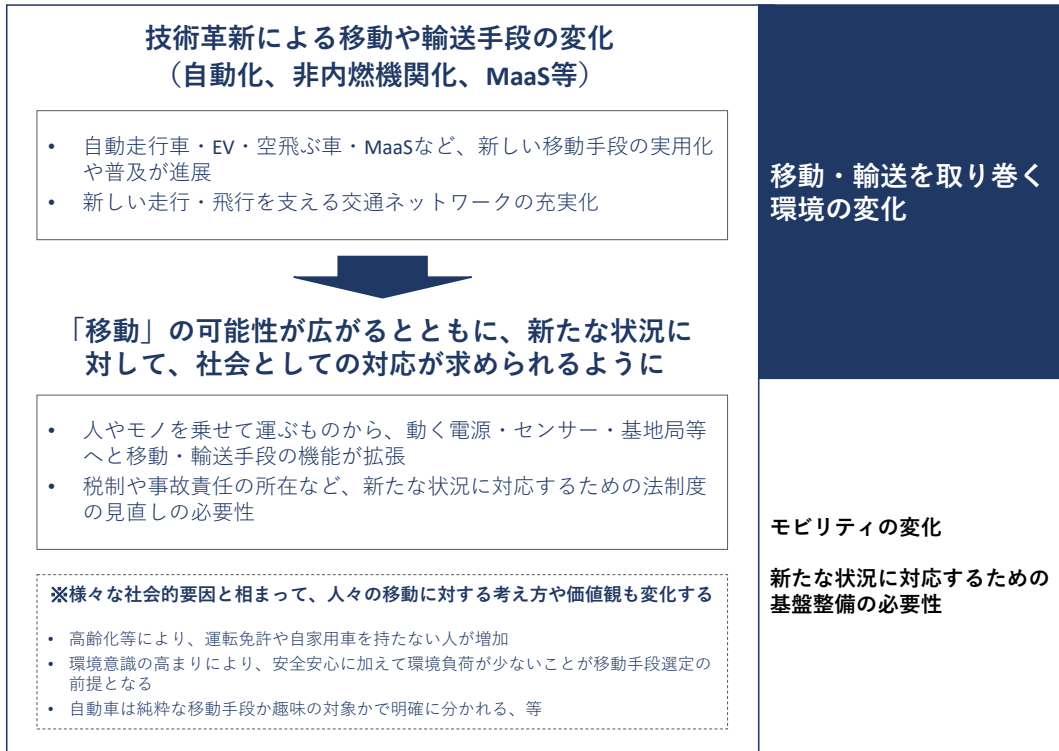 技術革新による移動や輸送手段の変化
（自動化、非内燃機関化、MaaS等）
• 自動走行車・EV・空飛ぶ車・MaaSなど、新しい移動手段の実用化
や普及が進展
• 新しい走行・飛行を支える交通ネットワークの充実化
「移動」の可能性が広がるとともに、新たな状況に
対して、社会としての対応が求められるように
• 人やモノを乗せて運ぶものから、動く電源・センサー・基地局等
へと移動・輸送手段の機能が拡張
• 税制や事故責任の所在など、新たな状況に対応するための法制度
の見直しの必要性
※様々な社会的要因と相まって、人々の移動に対する考え方や価値観も変化する
• 高齢化等により、運転免許や自家用車を持たない人が増加
• 環境意識の高まりにより、安全安心に加えて環境負荷が少ないことが移動手段選定の
前提となる
• 自動車は純粋な移動手段か趣味の対象かで明確に分かれる、等
移動・輸送を取り巻く
環境の変化
モビリティの変化
新たな状況に対応するための
基盤整備の必要性